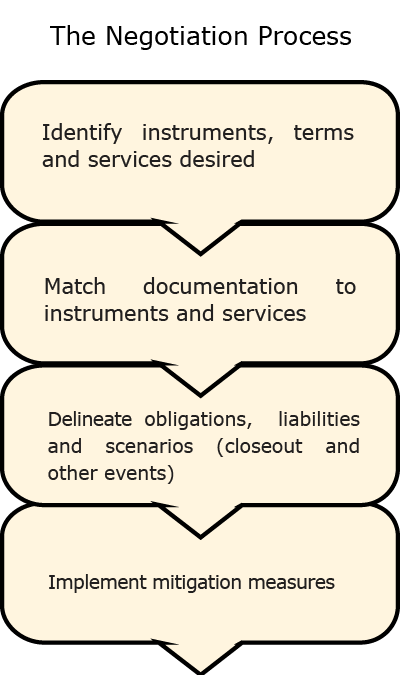 The Negotiation Process
Identify instruments, terms
and services desired
Match documentation to
instruments and services
Delineate obligations, liabilities
and scenarios (closeout and
other events)
Implement mitigation measures